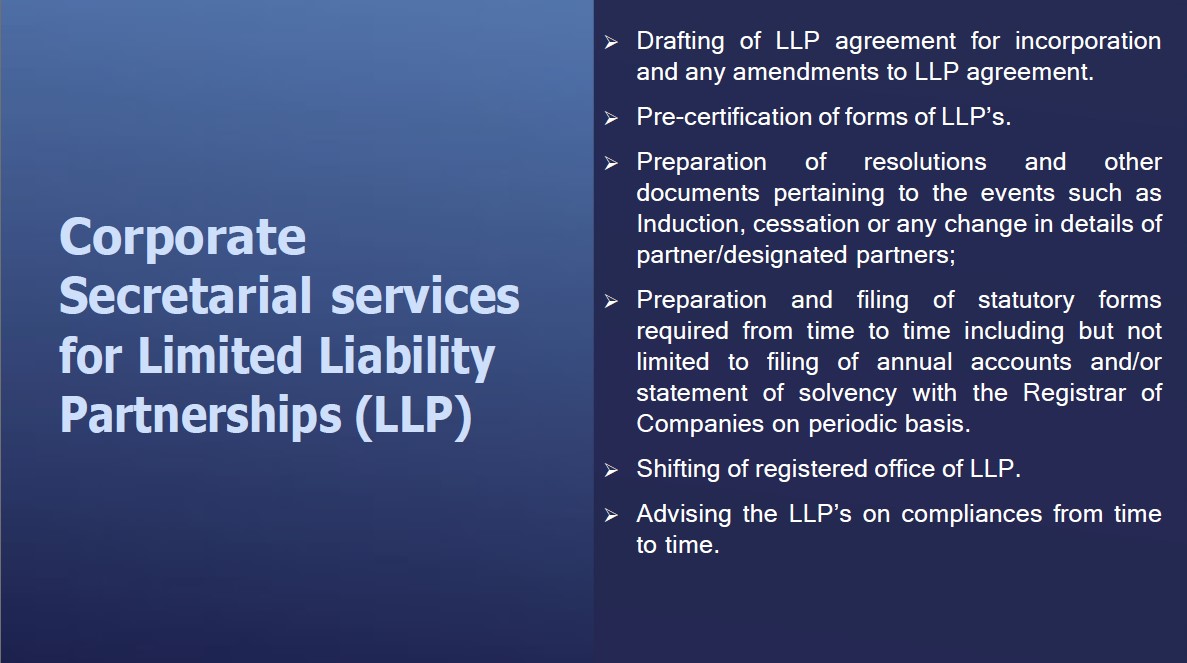 Corporate
Secretarial services
for Limited Liability
Partnerships (LLP)
➢ Drafting of LLP agreement for incorporation
and any amendments to LLP agreement.
➢ Pre-certification of forms of LLP’s.
➢ Preparation of resolutions and other
documents pertaining to the events such as
Induction, cessation or any change in details of
partner/designated partners;
➢ Preparation and filing of statutory forms
required from time to time including but not
limited to filing of annual accounts and/or
statement of solvency with the Registrar of
Companies on periodic basis.
➢ Shifting of registered office of LLP.
➢ Advising the LLP’s on compliances from time
to time.